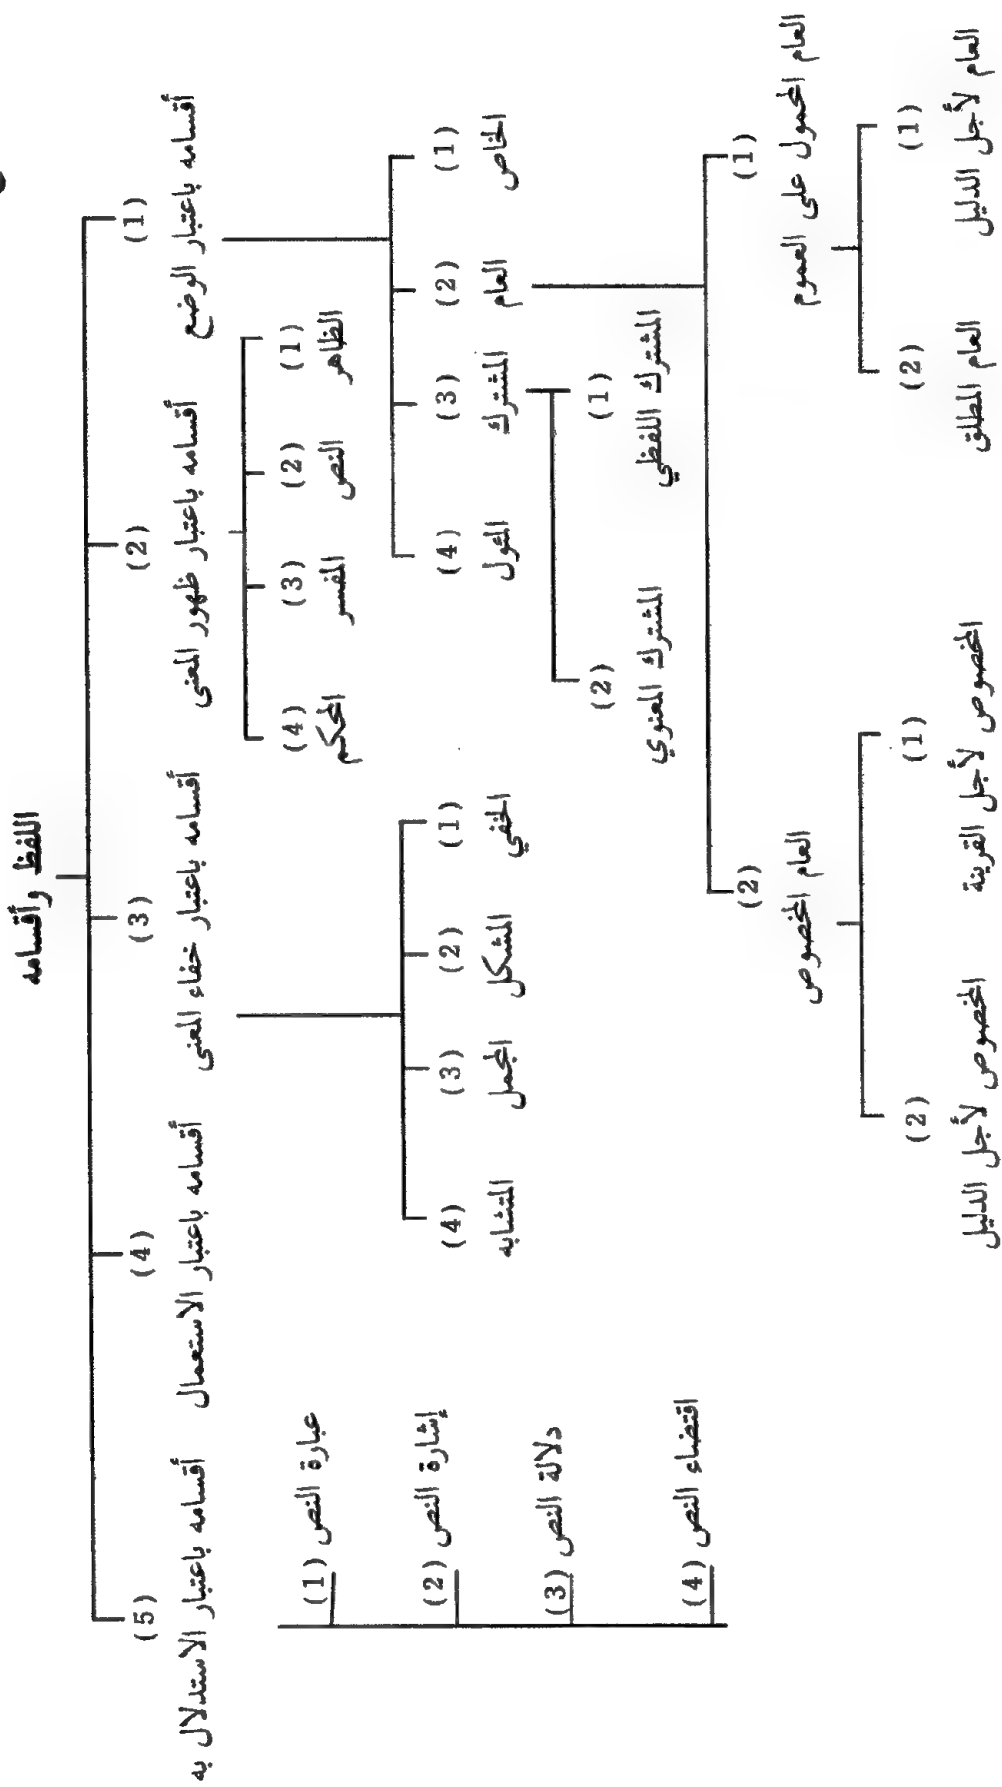 اللفظ وأقسامه
(1)
أقسامه باعتبار الوضع
(2)
أقسامه باعتبار ظهور المعنى
(3)
أقسامه باعتبار خفاء المعنى
(4)
أقسامه باعتبار الاستعمال
(5)
أقسامه باعتبار الاستدلال به
(1)
الظاهر
(2)
النص
(3)
المفسر
(4)
المحكم
(1) عبارة النص
(2) إشارة النص
(3) دلالة النص
(4) اقتضاء النص
(1)
الخاص
(2)
العام
(3)
المشترك
(4)
المئول
(1)
الخفي
(2)
المشكل
(3)
المجمل
(4)
المتشابه
(1)
المشترك اللفظي
(2)
المشترك المعنوي
(1)
العام المحمول على العموم
(2)
العام المخصوص
(1)
العام لأجل الدليل
(2)
العام المطلق
(1)
المخصوص لأجل القرينة
(2)
المخصوص لأجل الدليل